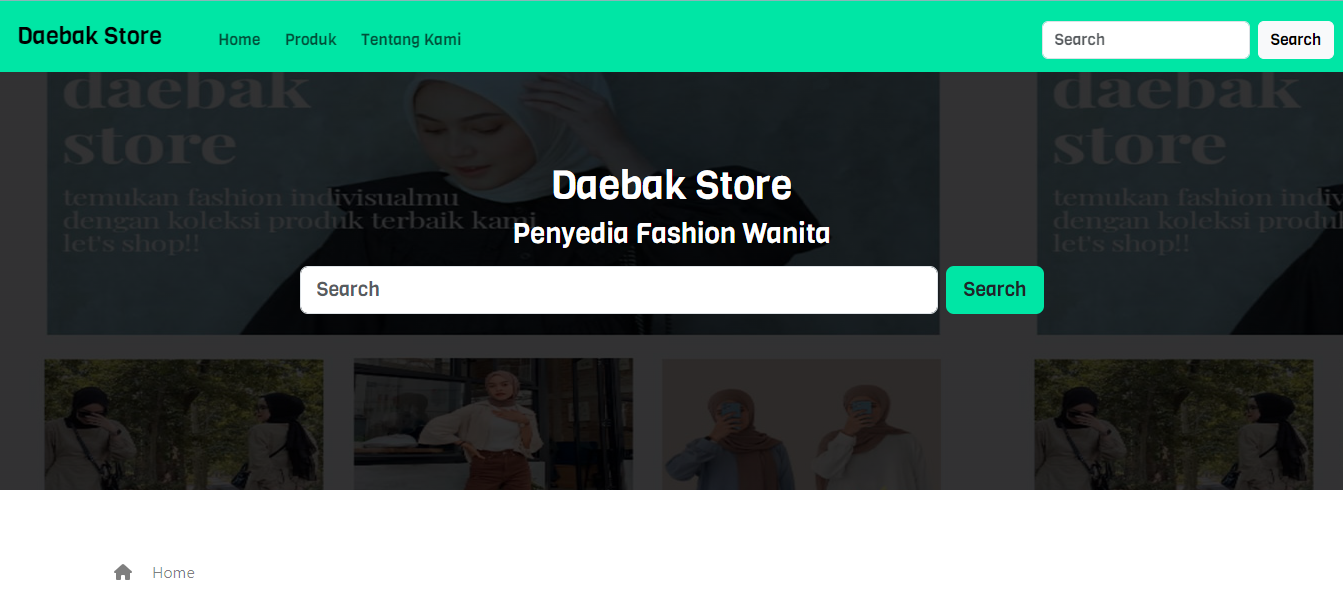 Daebak Store
Home
Produk
Tentang Kami
Search
Search
daebak
store
temukan fashion indivisualmu
dengan koleksi produk terbaik kami
let's shop!!
daebak
store
temukan fashion indiv
dengan koleksi produ
let's shop!!
Daebak Store
Penyedia Fashion Wanita
Search
Search
Home